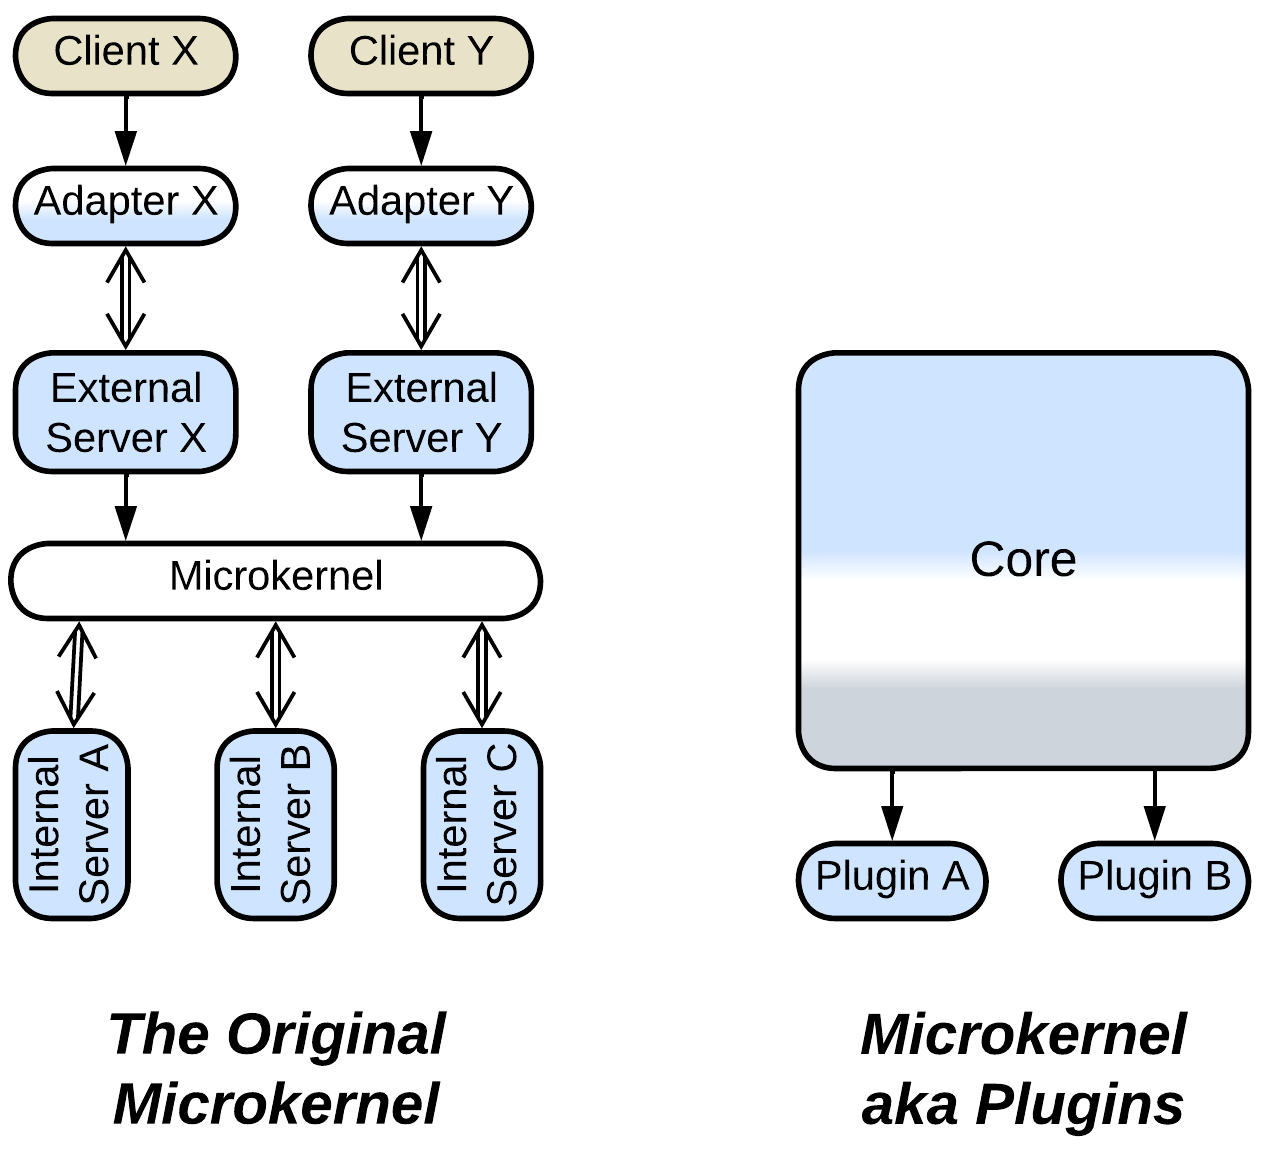 Client X
Client Y
Adapter X
Adapter Y
External
Server X
External
Server Y
Microkernel
Internal
Server A
Internal
Server B
Internal
Server C
The Original
Microkernel
Core
Plugin A
Plugin B
Microkernel
aka Plugins